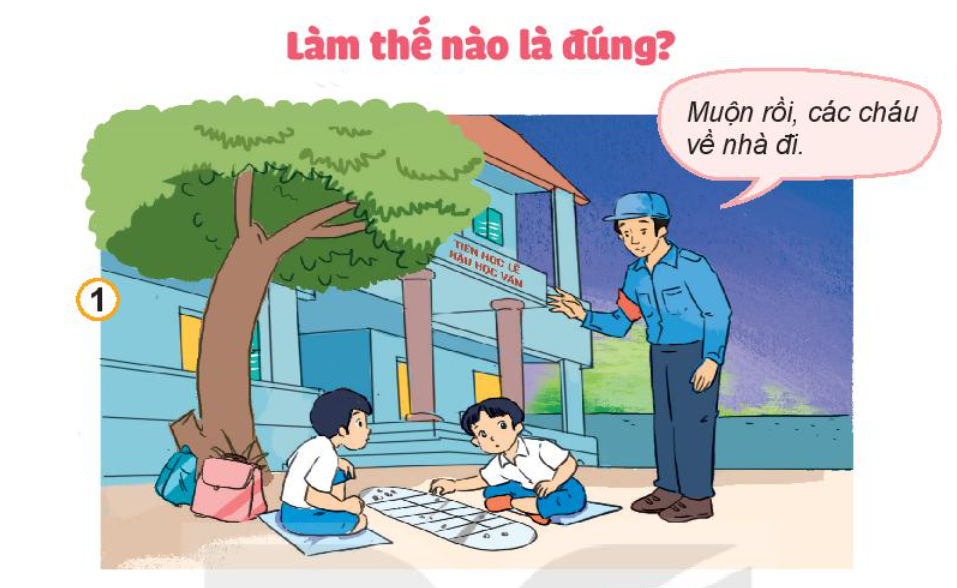 Làm thế nào là đúng?
Muộn rồi, các cháu
về nhà đi.
TIÊN HỌC LỄ
HẬU HỌC VĂN
1